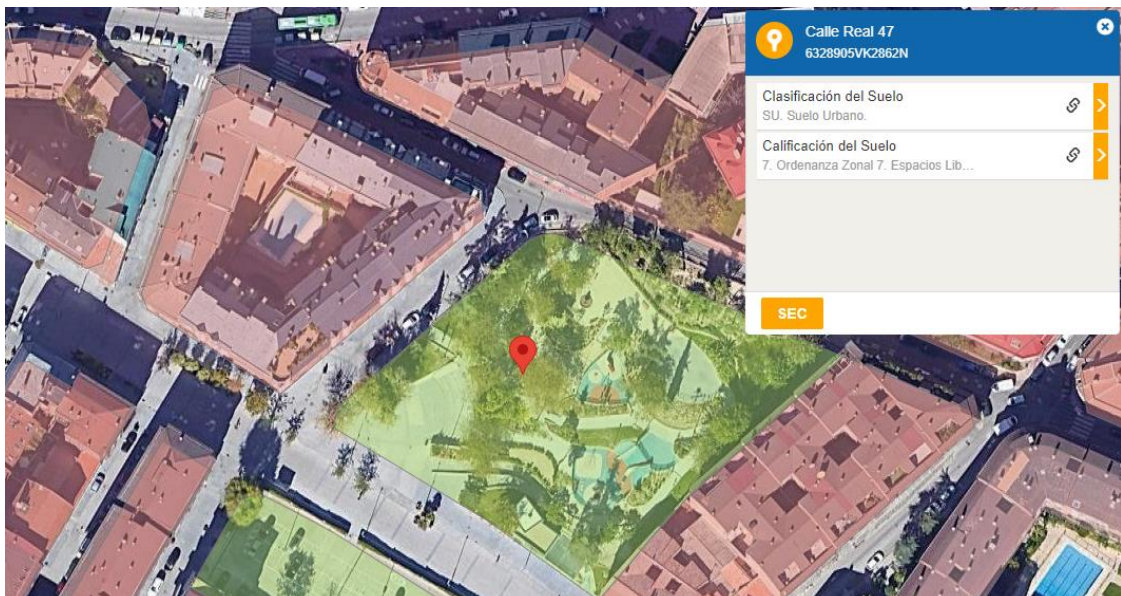 Calle Real 47
6328905VK2862N
Clasificación del Suelo
SU. Suelo Urbano.
Calificación del Suelo
7. Ordenanza Zonal 7. Espacios Lib...
SEC